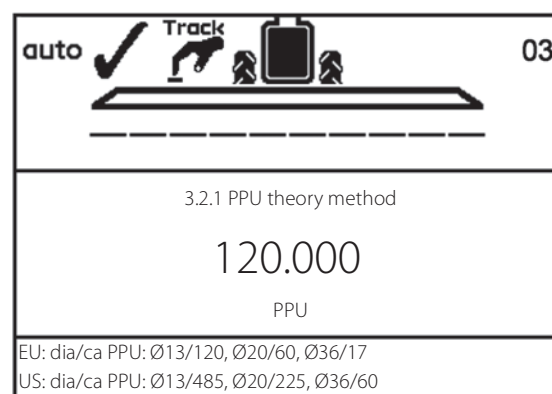 auto Track 03
3.2.1 PPU theory method
120.000
PPU
EU: dia/ca PPU: Ø13/120, Ø20/60, Ø36/17
US: dia/ca PPU: Ø13/485, Ø20/225, Ø36/60